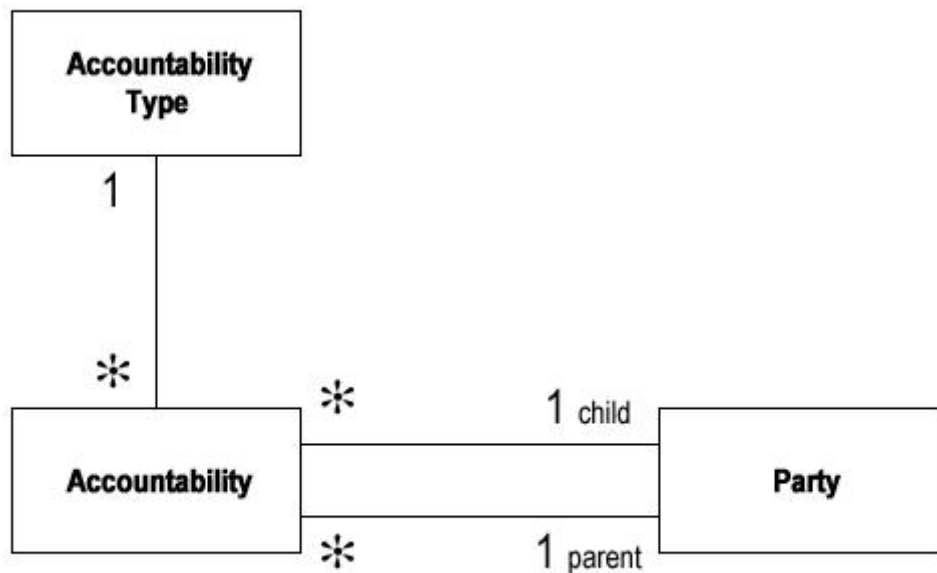 Accountability
Type
1
*
* 1 child
Accountability Party
* 1 parent